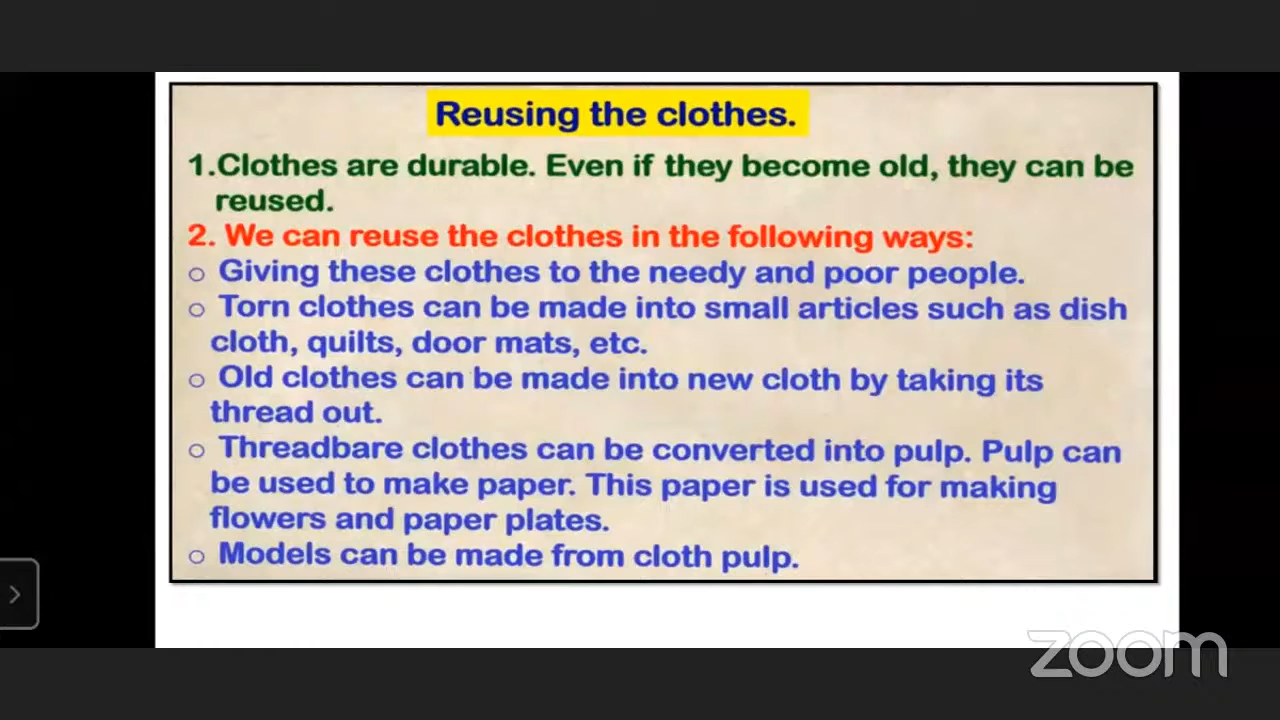 Reusing the clothes.
1.Clothes are durable. Even if they become old, they can be
reused.
2. We can reuse the clothes in the following ways:
o Giving these clothes to the needy and poor people.
o Torn clothes can be made into small articles such as dish
cloth, quilts, door mats, etc.
o Old clothes can be made into new cloth by taking its
thread out.
o Threadbare clothes can be converted into pulp. Pulp can
be used to make paper. This paper is used for making
flowers and paper plates.
o Models can be made from cloth pulp.
zoom